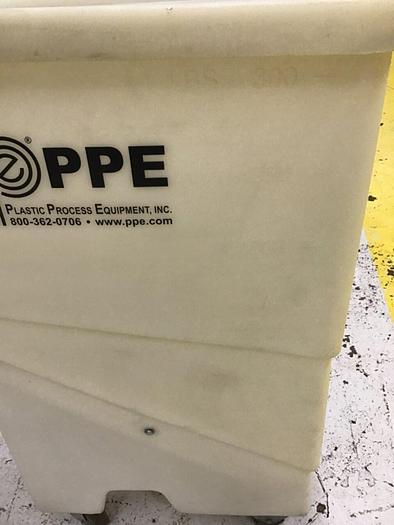 PPE
PLASTIC PROCESS EQUIPMENT, INC.
800-362-0706 • www.ppe.com